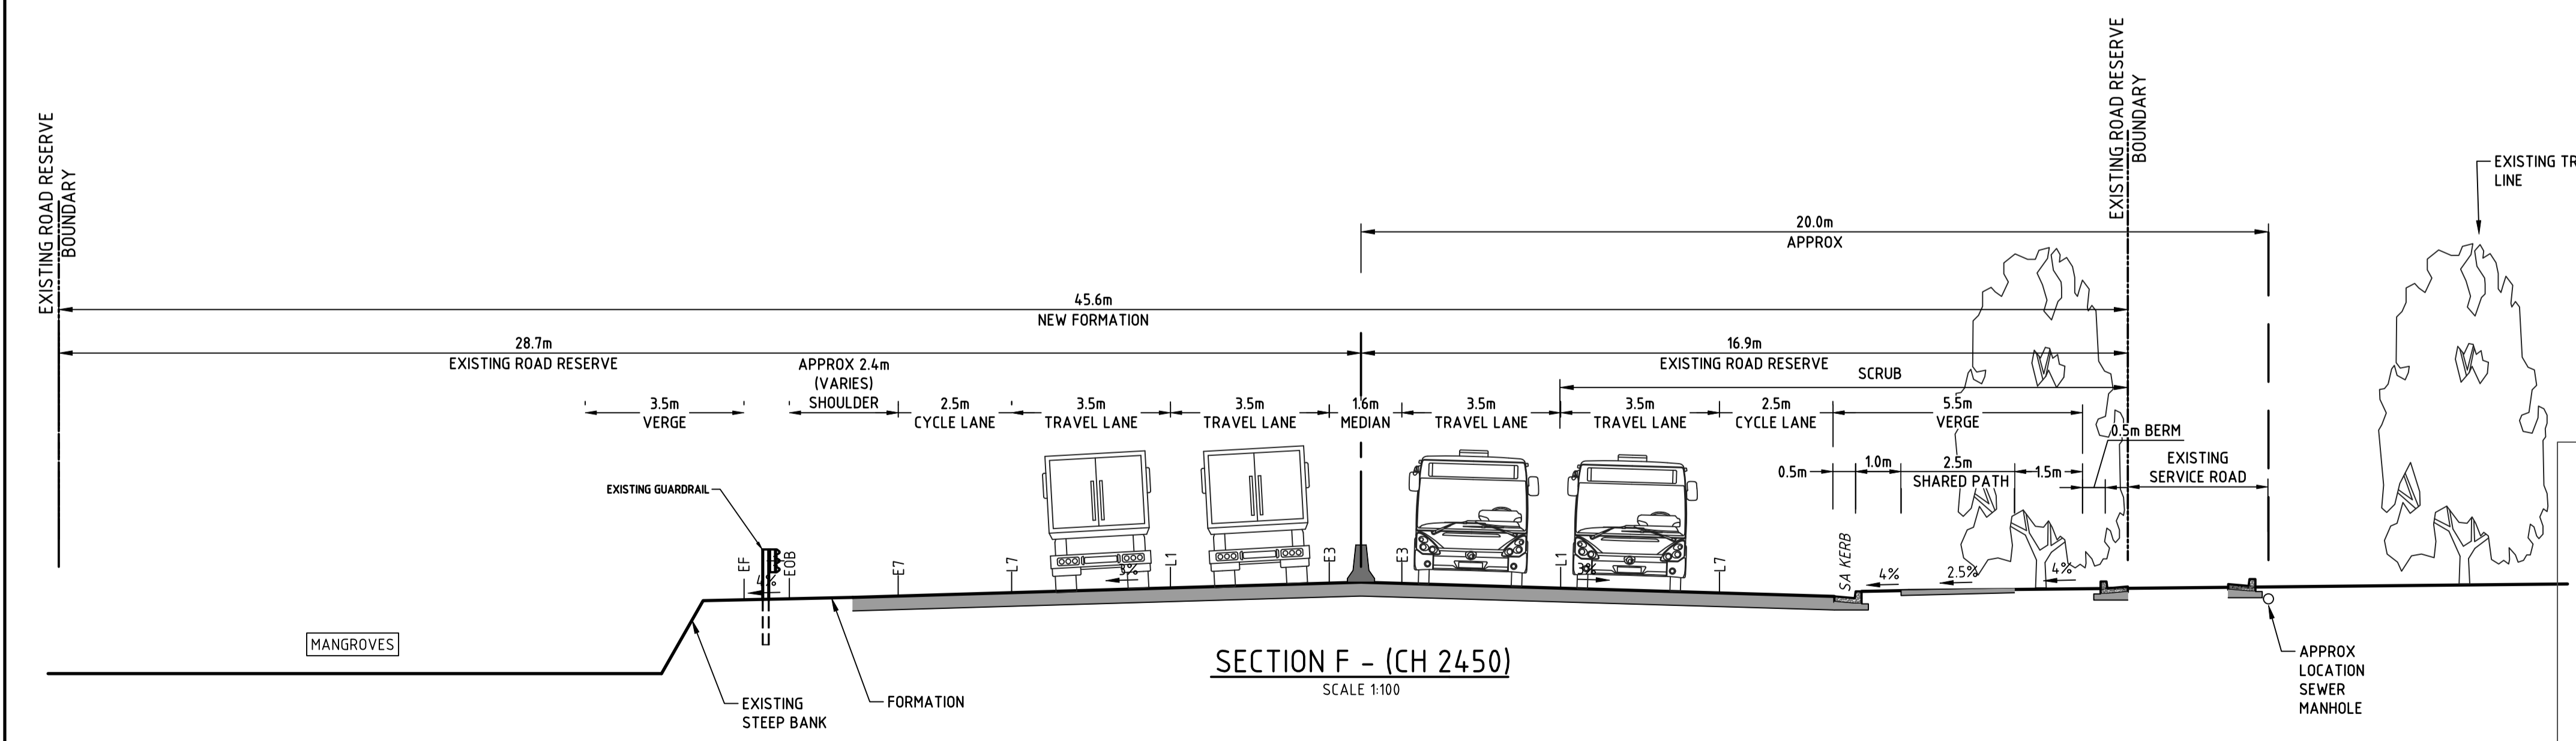 EXISTING ROAD RESERVE
BOUNDARY
EXISTING ROAD RESERVE
BOUNDARY
EXISTING TR
LINE
20.0m
APPROX
45.6m
NEW FORMATION
28.7m
EXISTING ROAD RESERVE
16.9m
EXISTING ROAD RESERVE
SCRUB
APPROX 2.4m
(VARIES)
SHOULDER
3.5m
VERGE
2.5m
CYCLE LANE
3.5m
TRAVEL LANE
3.5m
TRAVEL LANE
1.6m
MEDIAN
3.5m
TRAVEL LANE
3.5m
TRAVEL LANE
2.5m
CYCLE LANE
5.5m
VERGE
0.5m BERM
0.5m
1.0m
2.5m
SHARED PATH
1.5m
EXISTING
SERVICE ROAD
EXISTING GUARDRAIL
EF
4%
EOB
E7
L7
3%
L1
E3
E3
L1
3%
L7
SA KERB
4%
2.5%
4%
MANGROVES
EXISTING
STEEP BANK
FORMATION
SECTION F - (CH 2450)
SCALE 1:100
APPROX
LOCATION
SEWER
MANHOLE